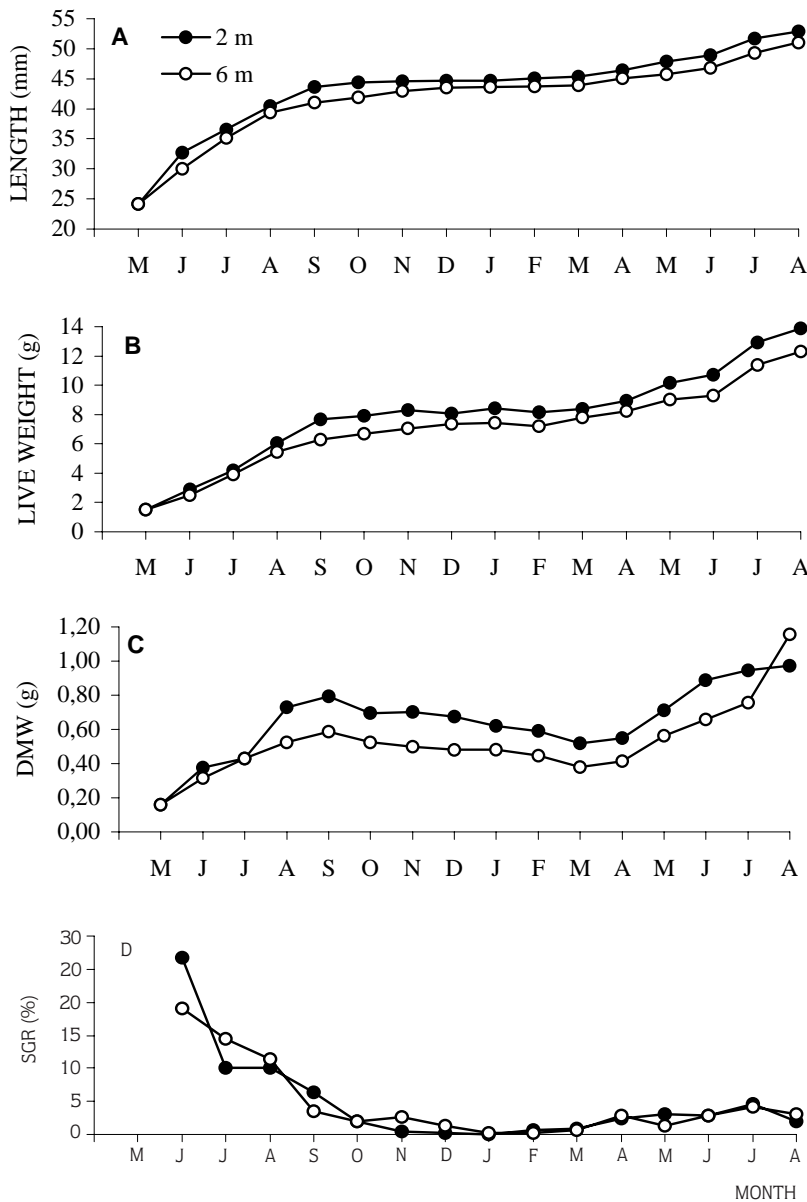 A
2 m
6 m
LENGTH (mm)
55
50
45
40
35
30
25
20
M J J A S O N D J F M A M J J A
B
LIVE WEIGHT (g)
14
12
10
8
6
4
2
0
M J J A S O N D J F M A M J J A
C
DMW (g)
1,20
1,00
0,80
0,60
0,40
0,20
0,00
M J J A S O N D J F M A M J J A
D
SGR (%)
30
20
20
15
10
5
0
M J J A S O N D J F M A M J J A
MONTH